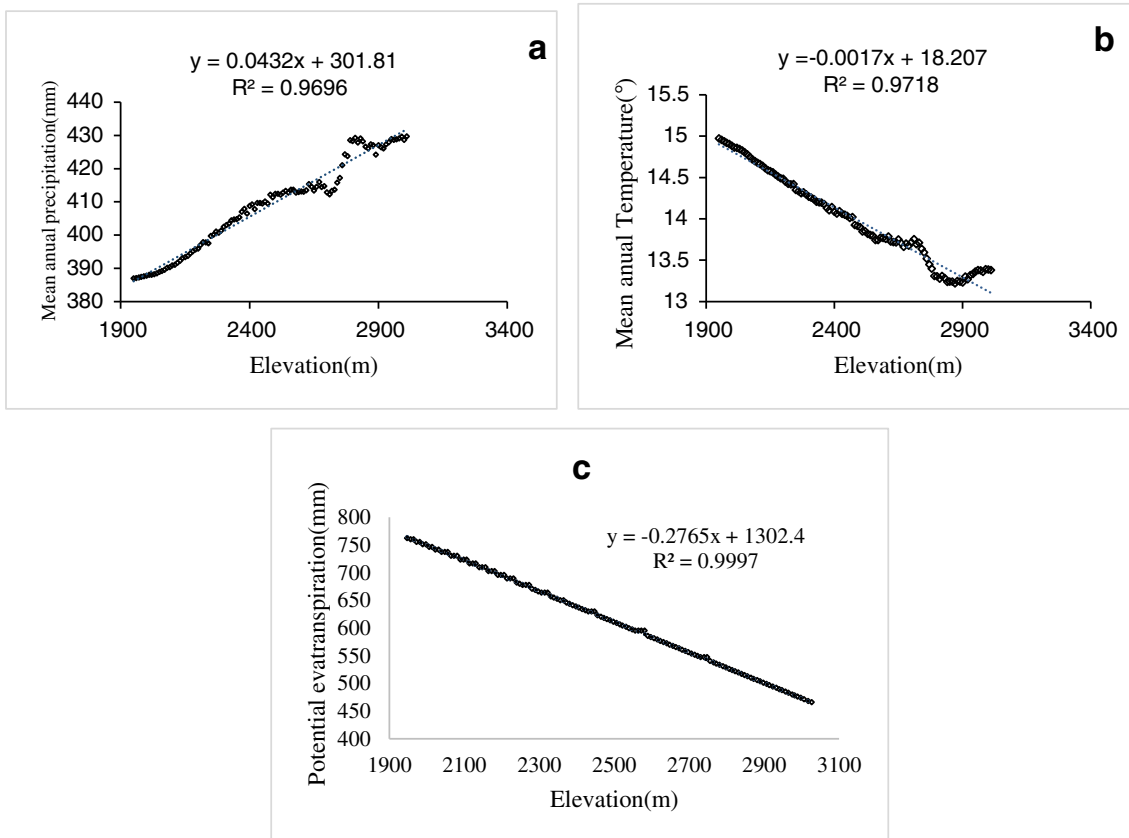 a
y = 0.0432x + 301.81
R² = 0.9696
Mean anual precipitation(mm)
440
430
420
410
400
390
380
1900 2400 2900 3400
Elevation(m)
b
y =-0.0017x + 18.207
R² = 0.9718
Mean anual Temperature(°)
15.5
15
14.5
14
13.5
13
1900 2400 2900 3400
Elevation(m)
c
y = -0.2765x + 1302.4
R² = 0.9997
Potential evatranspiration(mm)
800
750
700
650
600
550
500
450
400
1900 2100 2300 2500 2700 2900 3100
Elevation(m)